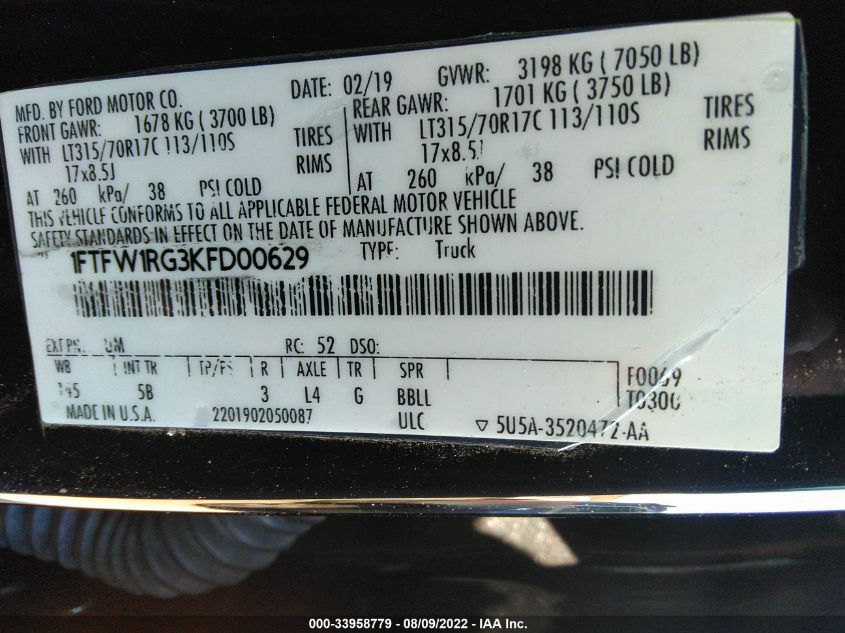 MFD. BY FORD MOTOR CO.
DATE: 02/19 GVWR: 3198 KG ( 7050 LB)
FRONT GAWR: 1678 KG ( 3700 LB)
WITH LT315/70R17C 113/110S TIRES
17x8.5J RIMS
AT 260 kPa/ 38 PSI COLD
REAR GAWR: 1701 KG ( 3750 LB)
WITH LT315/70R17C 113/110S TIRES
17x8.5J RIMS
AT 260 kPa/ 38 PSI COLD
THIS VEHICLE CONFORMS TO ALL APPLICABLE FEDERAL MOTOR VEHICLE
SAFETY STANDARDS IN EFFECT ON THE DATE OF MANUFACTURE SHOWN ABOVE.
1FTFW1RG3KFD00629 TYPE: Truck
EXT PNT: UM RC: 52 DSO:
WB INT TR TP/PS R AXLE TR SPR
145 5B 3 L4 G BBLL
F0069
T0300
MADE IN U.S.A. 2201902050087 ULC ▽ 5U5A-3520472-AA
000-33958779 - 08/09/2022 - IAA Inc.